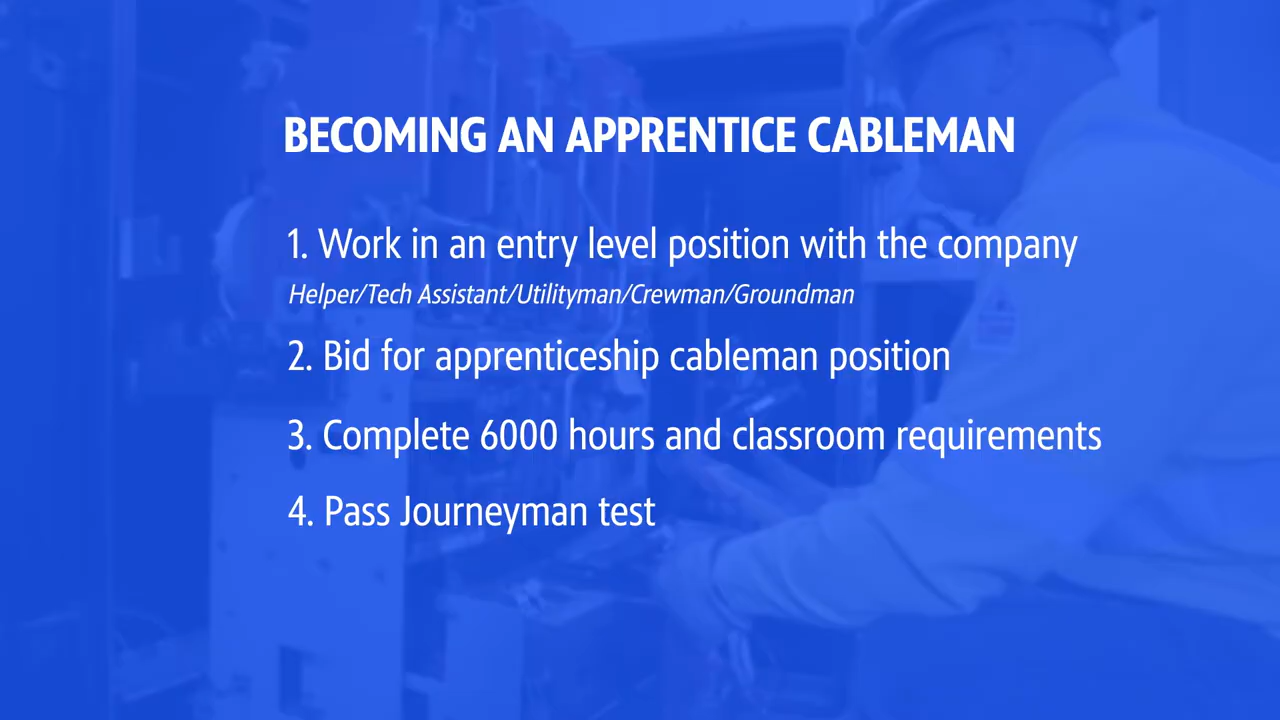 BECOMING AN APPRENTICE CABLEMAN
1. Work in an entry level position with the company
Helper/Tech Assistant/Utilityman/Crewman/Groundman
2. Bid for apprenticeship cableman position
3. Complete 6000 hours and classroom requirements
4. Pass Journeyman test